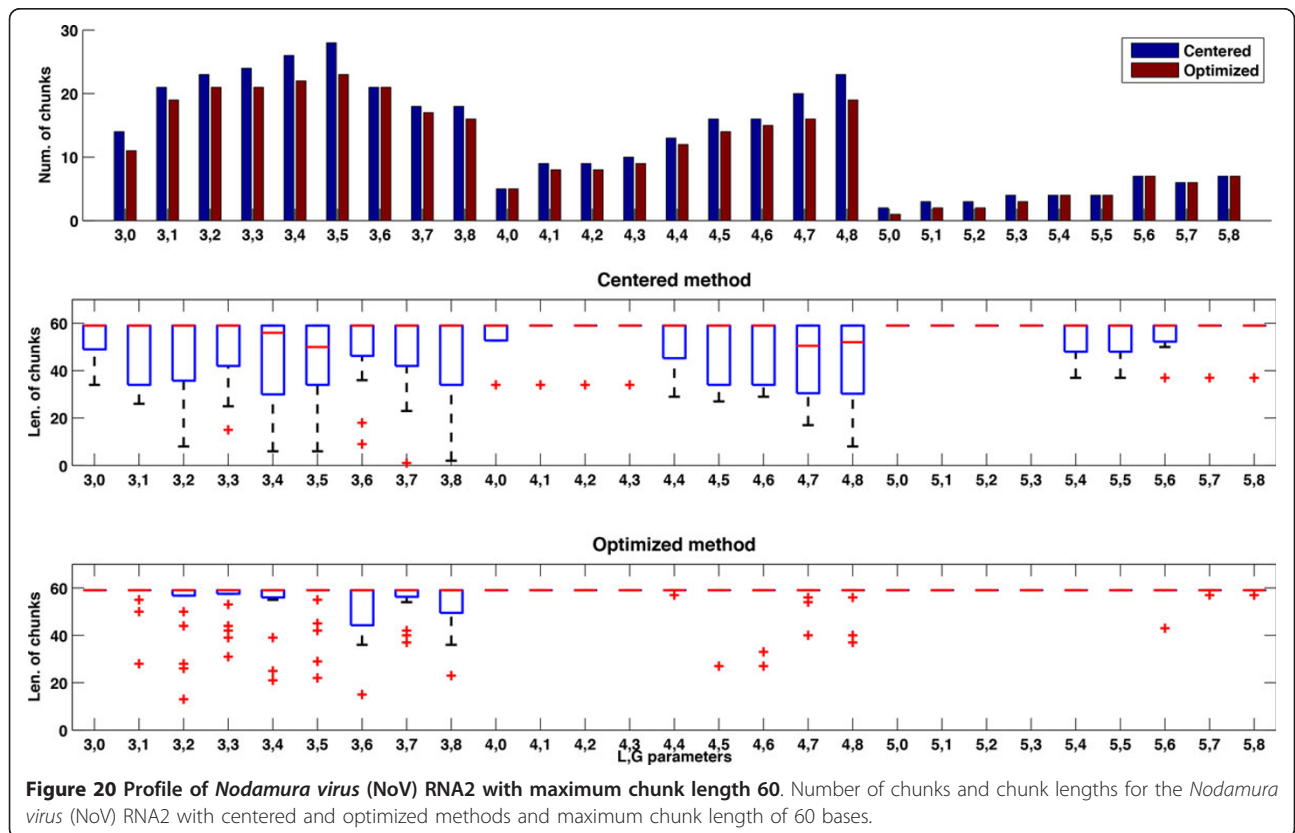 30
20
10
0
Num. of chunks
Centered
Optimized
3,0 3,1 3,2 3,3 3,4 3,5 3,6 3,7 3,8 4,0 4,1 4,2 4,3 4,4 4,5 4,6 4,7 4,8 5,0 5,1 5,2 5,3 5,4 5,5 5,6 5,7 5,8
Centered method
60
40
20
0
Len. of chunks
3,0 3,1 3,2 3,3 3,4 3,5 3,6 3,7 3,8 4,0 4,1 4,2 4,3 4,4 4,5 4,6 4,7 4,8 5,0 5,1 5,2 5,3 5,4 5,5 5,6 5,7 5,8
Optimized method
60
40
20
0
Len. of chunks
3,0 3,1 3,2 3,3 3,4 3,5 3,6 3,7 3,8 4,0 4,1 4,2 4,3 4,4 4,5 4,6 4,7 4,8 5,0 5,1 5,2 5,3 5,4 5,5 5,6 5,7 5,8
L,G parameters
Figure 20 Profile of Nodamura virus (NoV) RNA2 with maximum chunk length 60. Number of chunks and chunk lengths for the Nodamura
virus (NoV) RNA2 with centered and optimized methods and maximum chunk length of 60 bases.